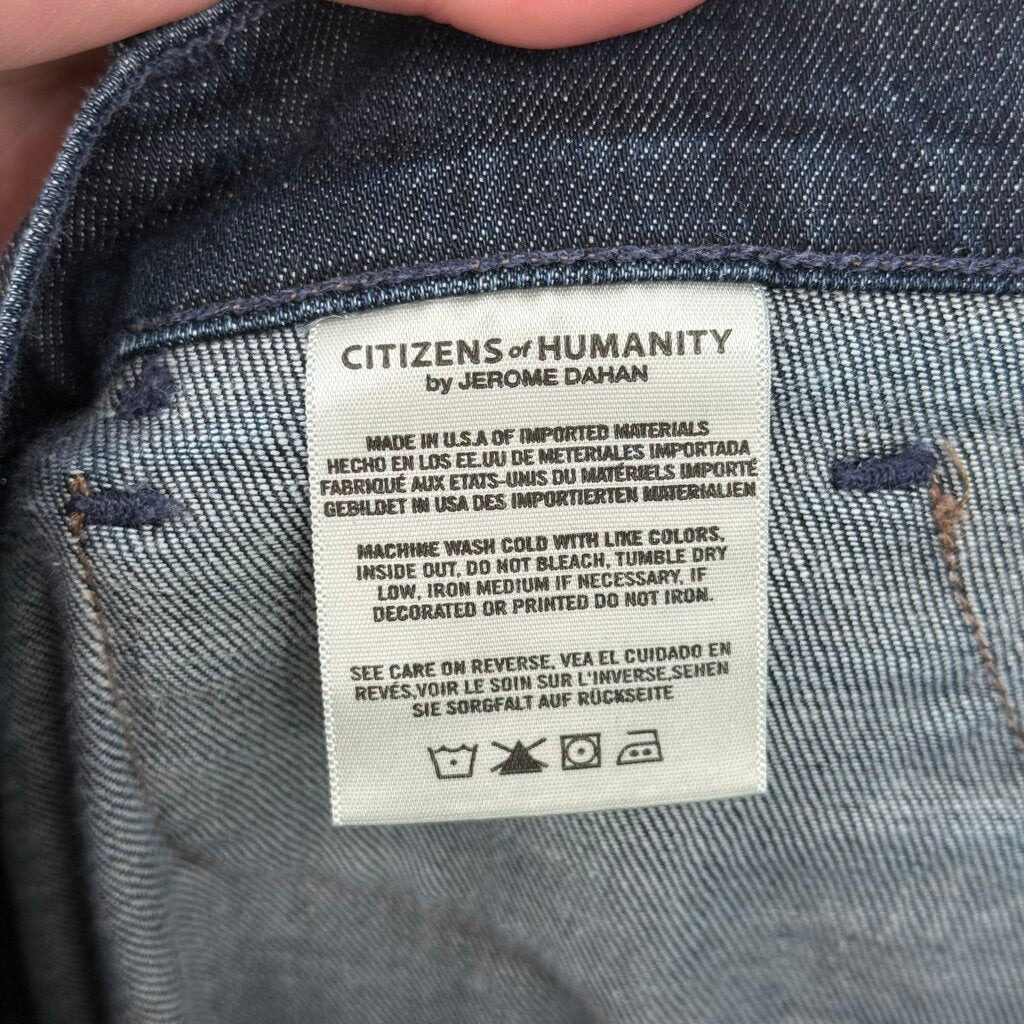 CITIZENS of HUMANITY
by JEROME DAHAN
MADE IN U.S.A OF IMPORTED MATERIALS
HECHO EN LOS EE.UU DE METERIALES IMPORTADA
FABRIQUÉ AUX ETATS-UNIS DU MATÉRIELS IMPORTÉ
GEBILDET IN USA DES IMPORTIERTEN MATERIALIEN
MACHINE WASH COLD WITH LIKE COLORS,
INSIDE OUT, DO NOT BLEACH, TUMBLE DRY
LOW, IRON MEDIUM IF NECESSARY, IF
DECORATED OR PRINTED DO NOT IRON.
SEE CARE ON REVERSE, VEA EL CUIDADO EN
REVÉS,VOIR LE SOIN SUR L'INVERSE,SEHEN
SIE SORGFALT AUF RÜCKSEITE